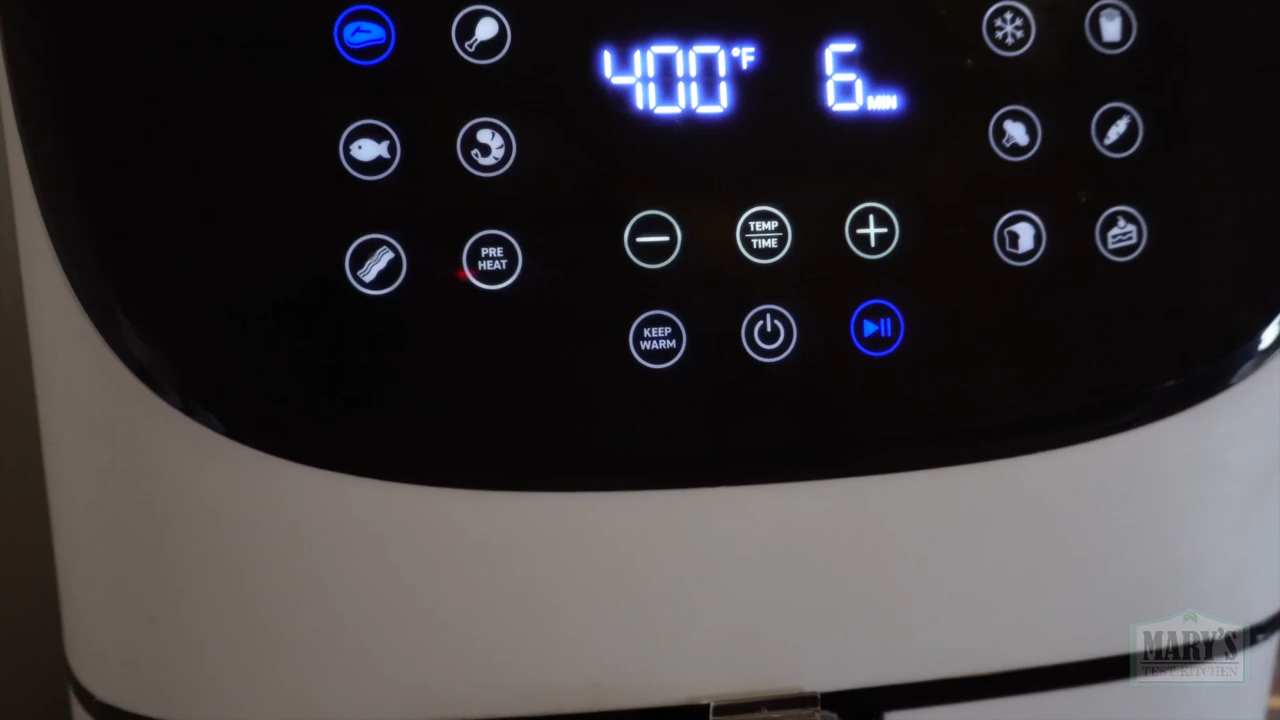 400°F 6 MIN
PRE
HEAT
TEMP
TIME
KEEP
WARM
MARY'S
TEST KITCHEN